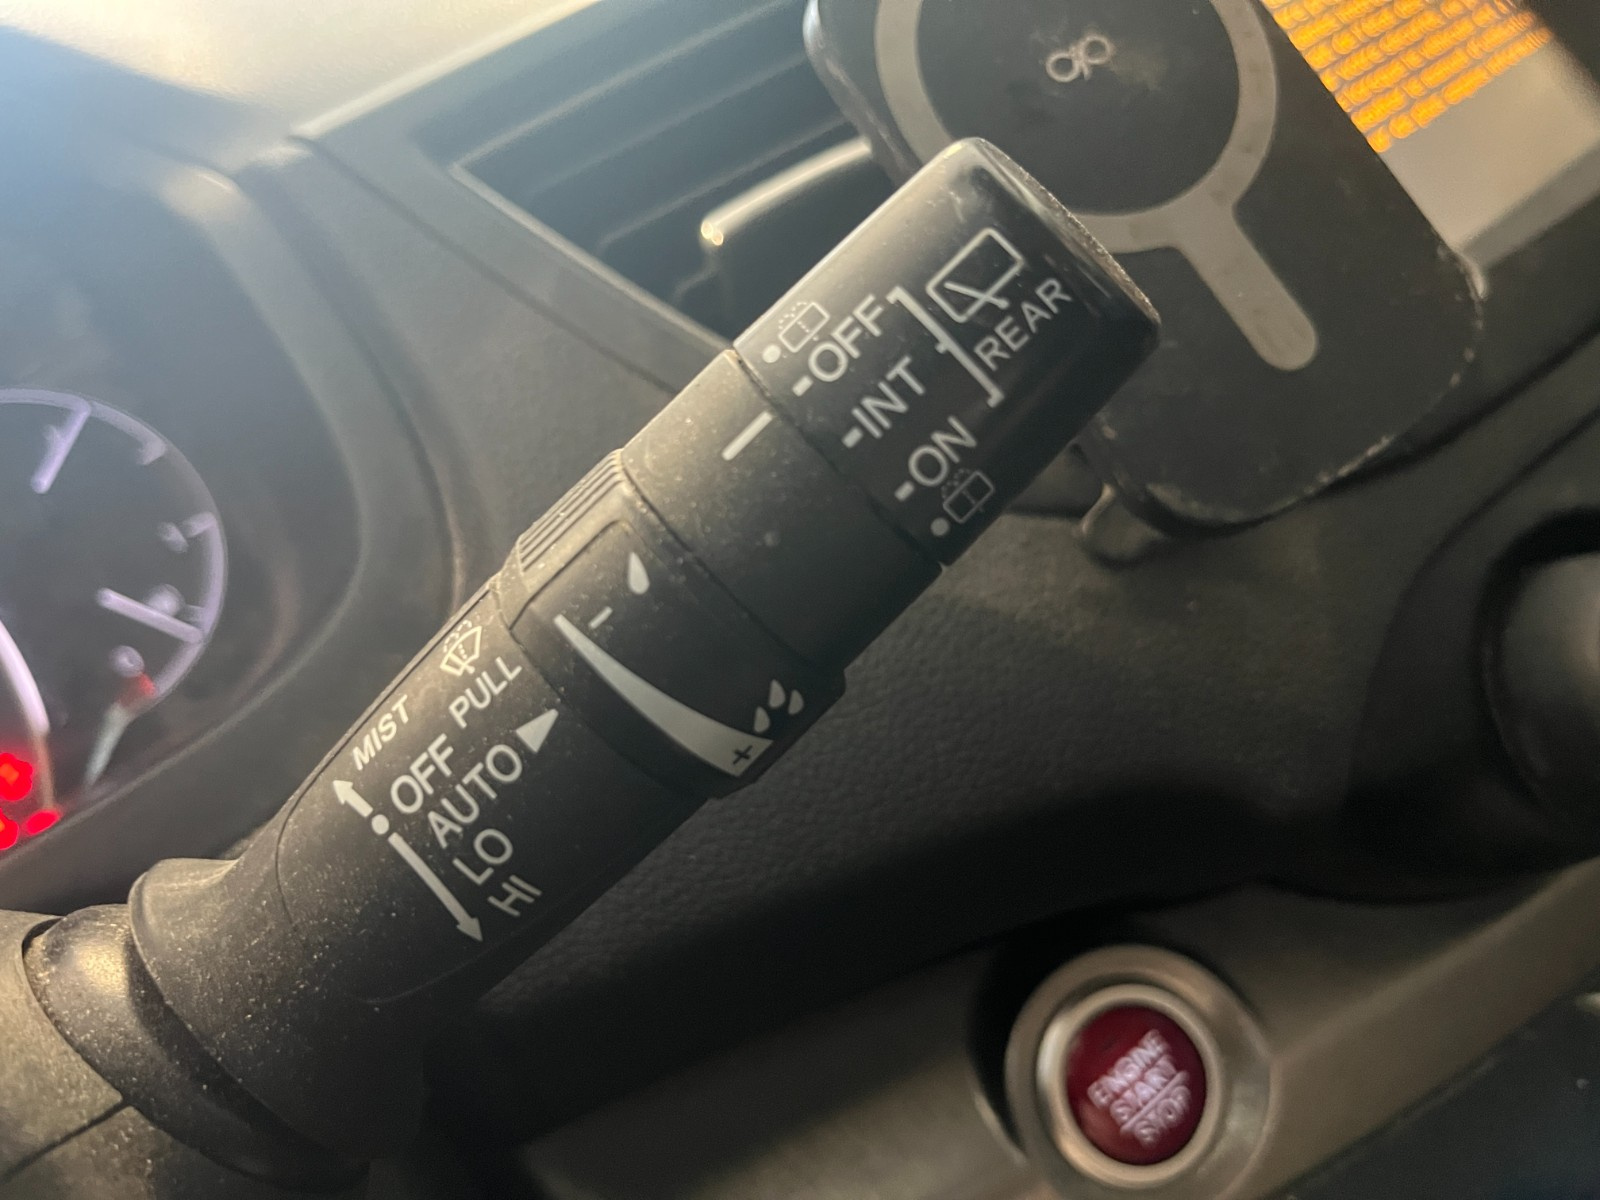 -OFF
-INT
-ON
REAR
-
+
MIST
PULL
OFF
AUTO
LO
HI
ENGINE
START
STOP